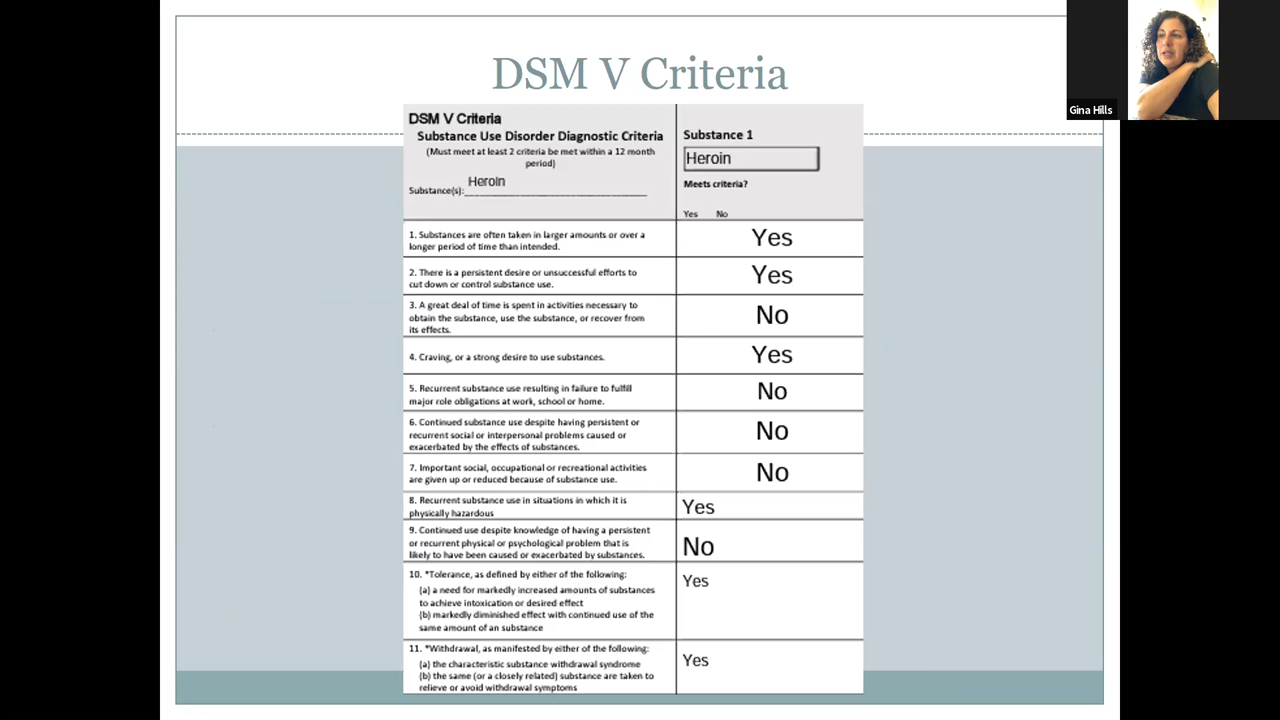 DSM V Criteria
Gina Hills
DSM V Criteria
Substance Use Disorder Diagnostic Criteria
(Must meet at least 2 criteria be met within a 12 month
period)
Heroin
Substance(s):
Substance 1
Heroin
Meets criteria?
Yes No
1. Substances are often taken in larger amounts or over a
longer period of time than intended.
Yes
2. There is a persistent desire or unsuccessful efforts to
cut down or control substance use.
Yes
3. A great deal of time is spent in activities necessary to
obtain the substance, use the substance, or recover from
its effects.
No
4. Craving, or a strong desire to use substances.
Yes
5. Recurrent substance use resulting in failure to fulfill
major role obligations at work, school or home.
No
6. Continued substance use despite having persistent or
recurrent social or interpersonal problems caused or
exacerbated by the effects of substances.
No
7. Important social, occupational or recreational activities
are given up or reduced because of substance use.
No
8. Recurrent substance use in situations in which it is
physically hazardous
Yes
9. Continued use despite knowledge of having a persistent
or recurrent physical or psychological problem that is
likely to have been caused or exacerbated by substances.
No
10. *Tolerance, as defined by either of the following:
(a) a need for markedly increased amounts of substances
to achieve intoxication or desired effect
(b) markedly diminished effect with continued use of the
same amount of an substance
Yes
11. *Withdrawal, as manifested by either of the following:
(a) the characteristic substance withdrawal syndrome
(b) the same (or a closely related) substance are taken to
relieve or avoid withdrawal symptoms
Yes